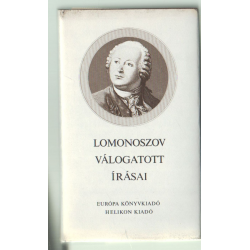 LOMONOSZOV
VÁLOGATOTT
ÍRÁSAI
EURÓPA KÖNYVKIADÓ
HELIKON KIADÓ